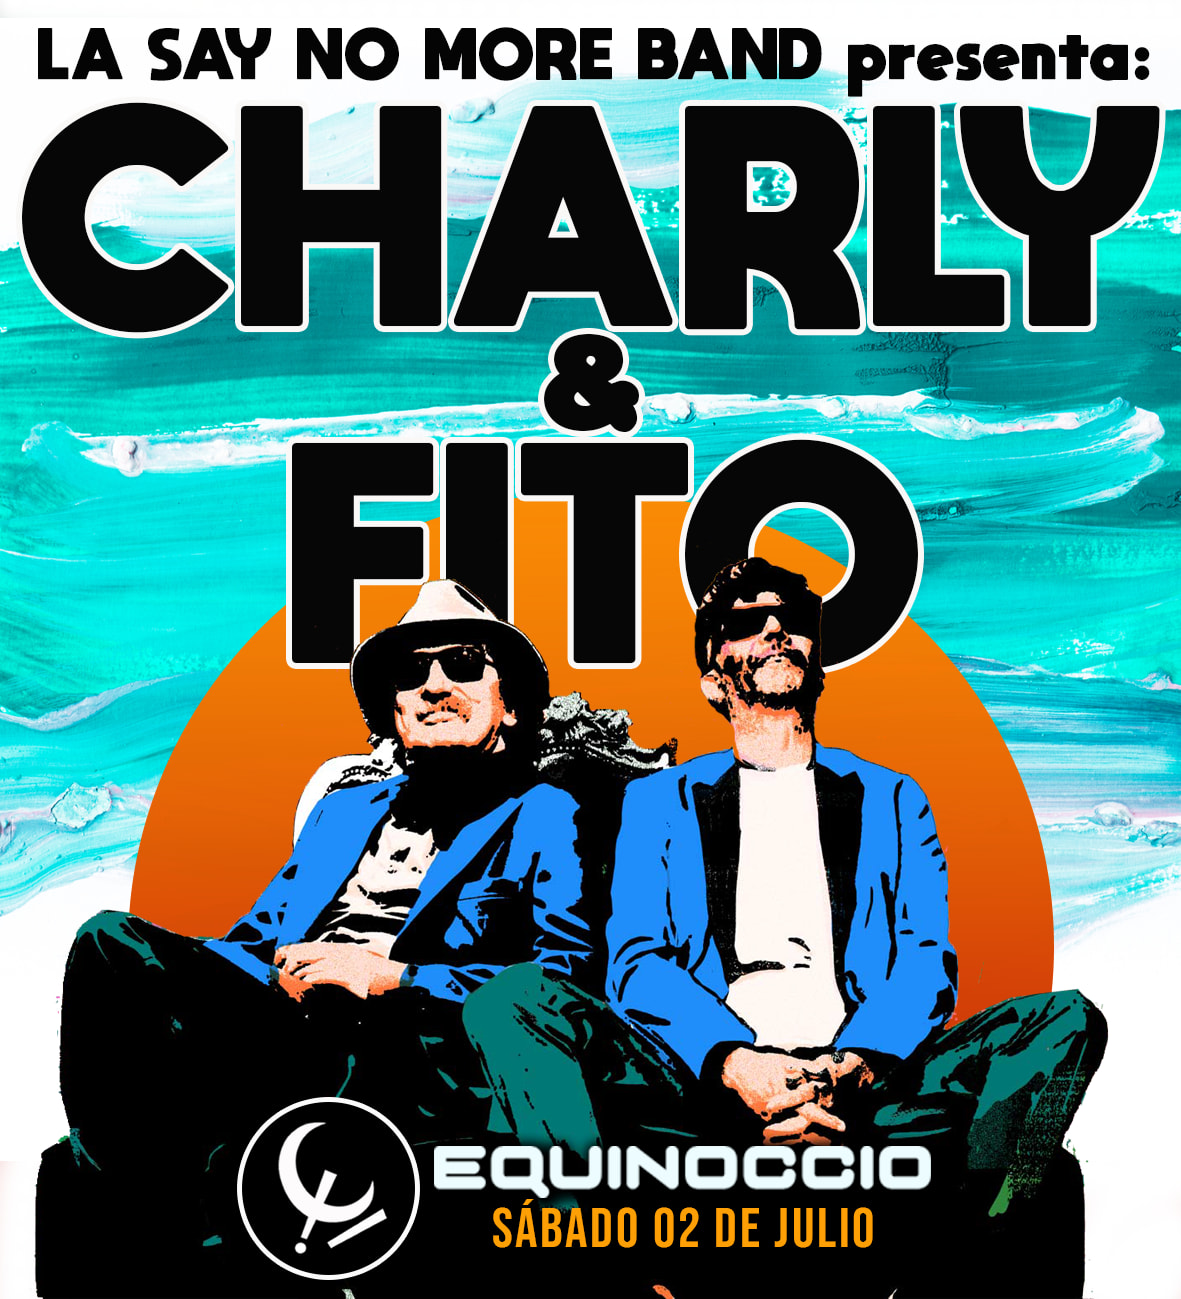 LA SAY NO MORE BAND presenta:
CHARLY
&
FITO
EQUINOCCIO
SÁBADO 02 DE JULIO